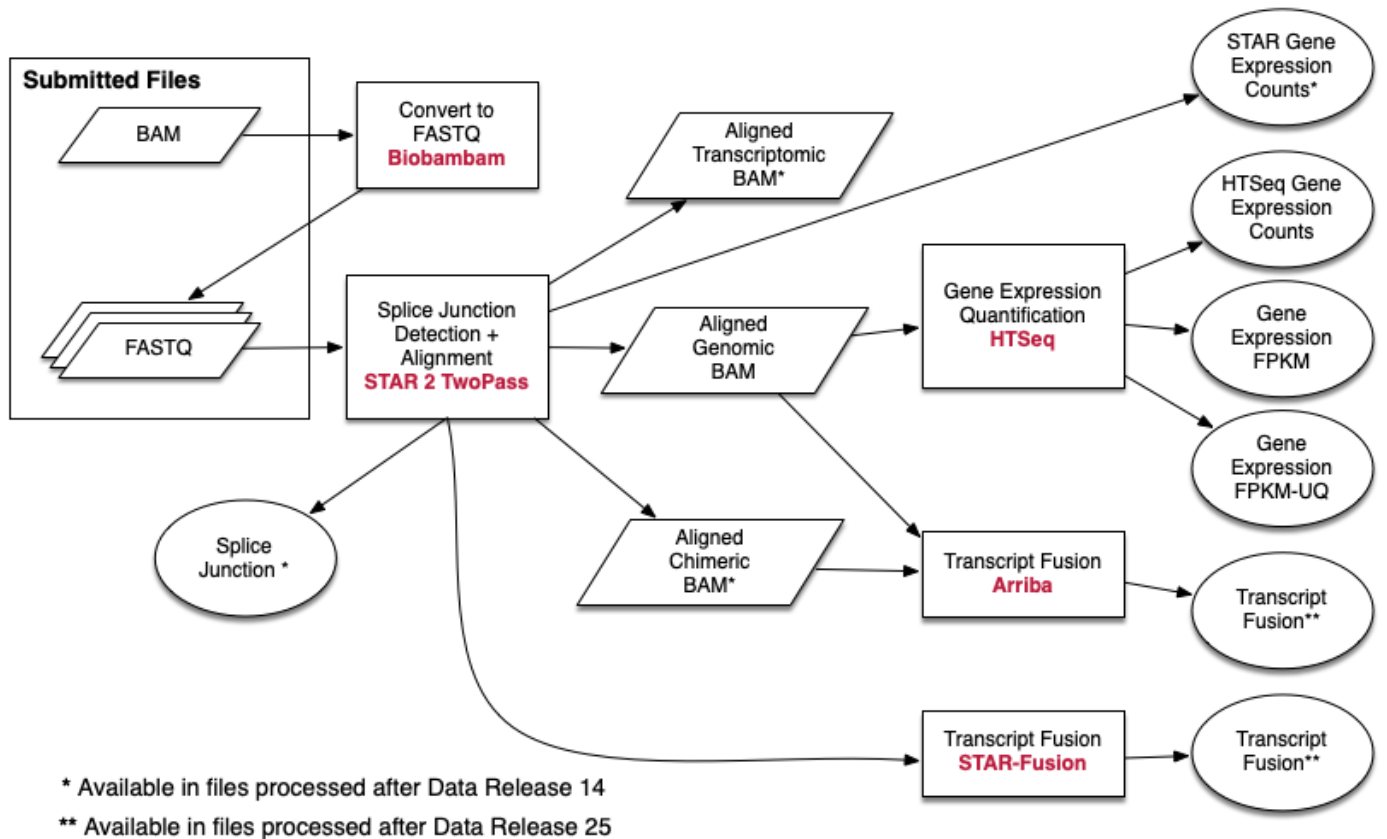 Submitted Files
BAM
Convert to
FASTQ
Biobambam
FASTQ
Splice Junction
Detection +
Alignment
STAR 2 TwoPass
Splice
Junction *
Aligned
Transcriptomic
BAM*
Aligned
Genomic
BAM
Aligned
Chimeric
BAM*
Gene Expression
Quantification
HTSeq
Transcript Fusion
Arriba
Transcript Fusion
STAR-Fusion
STAR Gene
Expression
Counts*
HTSeq Gene
Expression
Counts
Gene
Expression
FPKM
Gene
Expression
FPKM-UQ
Transcript
Fusion**
Transcript
Fusion**
* Available in files processed after Data Release 14
** Available in files processed after Data Release 25